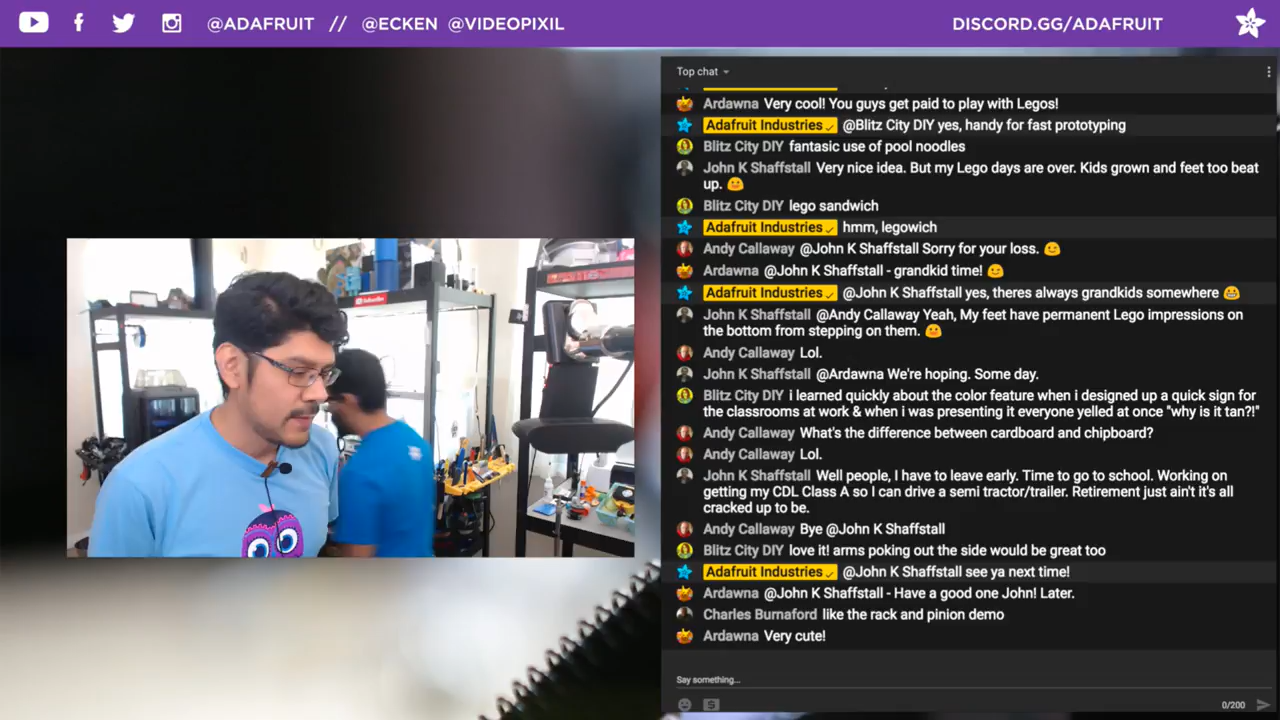 @ADAFRUIT // @ECKEN @VIDEOPIXIL
DISCORD.GG/ADAFRUIT
Top chat
Ardawna Very cool! You guys get paid to play with Legos!
Adafruit Industries @Blitz City DIY yes, handy for fast prototyping
Blitz City DIY fantasic use of pool noodles
John K Shaffstall Very nice idea. But my Lego days are over. Kids grown and feet too beat
up.
Blitz City DIY lego sandwich
Adafruit Industries hmm, legowich
Andy Callaway @John K Shaffstall Sorry for your loss.
Ardawna @John K Shaffstall - grandkid time!
Adafruit Industries @John K Shaffstall yes, theres always grandkids somewhere
John K Shaffstall @Andy Callaway Yeah, My feet have permanent Lego impressions on
the bottom from stepping on them.
Andy Callaway Lol.
John K Shaffstall @Ardawna We're hoping. Some day.
Blitz City DIY i learned quickly about the color feature when i designed up a quick sign for
the classrooms at work & when i was presenting it everyone yelled at once "why is it tan?!"
Andy Callaway What's the difference between cardboard and chipboard?
Andy Callaway Lol.
John K Shaffstall Well people, I have to leave early. Time to go to school. Working on
getting my CDL Class A so I can drive a semi tractor/trailer. Retirement just ain't it's all
cracked up to be.
Andy Callaway Bye @John K Shaffstall
Blitz City DIY love it! arms poking out the side would be great too
Adafruit Industries @John K Shaffstall see ya next time!
Ardawna @John K Shaffstall - Have a good one John! Later.
Charles Burnaford like the rack and pinion demo
Ardawna Very cute!
Say something...
0/200
Subscribe